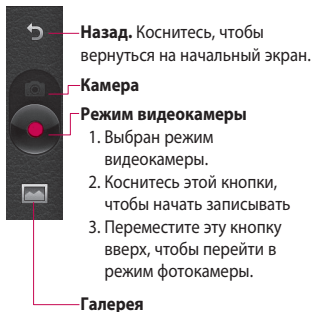 Назад. Коснитесь, чтобы
вернуться на начальный экран.
Камера
Режим видеокамеры
1. Выбран режим
видеокамеры.
2. Коснитесь этой кнопки,
чтобы начать записывать
3. Переместите эту кнопку
вверх, чтобы перейти в
режим фотокамеры.
Галерея